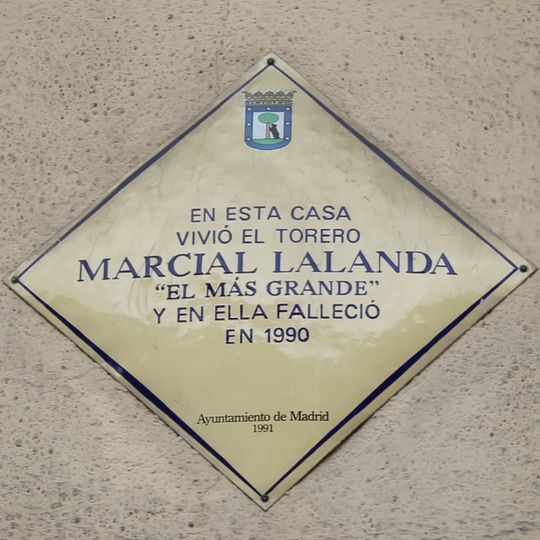 EN ESTA CASA
VIVIÓ EL TORERO
MARCIAL LALANDA
“EL MÁS GRANDE”
Y EN ELLA FALLECIÓ
EN 1990
Ayuntamiento de Madrid
1991